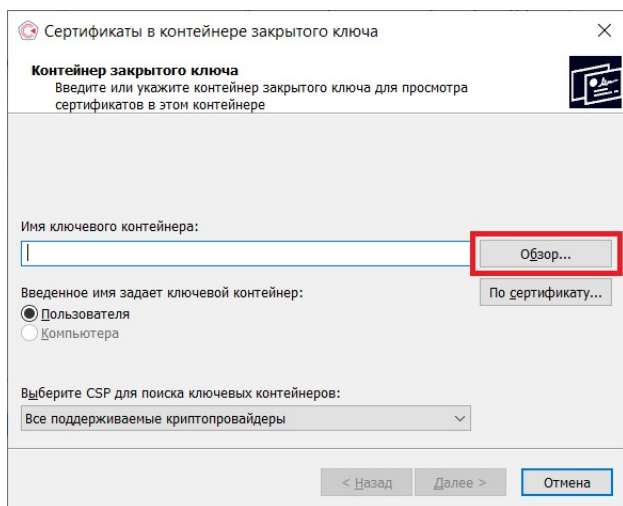 Сертификаты в контейнере закрытого ключа
Контейнер закрытого ключа
Введите или укажите контейнер закрытого ключа для просмотра
сертификатов в этом контейнере
Имя ключевого контейнера:
Обзор...
Введенное имя задает ключевой контейнер:
По сертификату...
Пользователя
Компьютера
Выберите CSP для поиска ключевых контейнеров:
Все поддерживаемые криптопровайдеры
< Назад
Далее >
Отмена